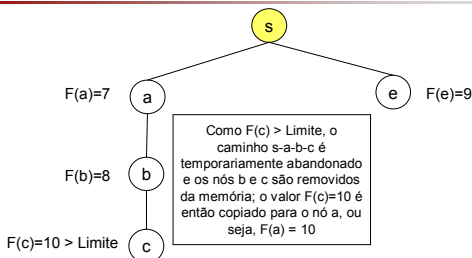 s
F(a)=7
a
e
F(e)=9
Como F(c) > Limite, o
caminho s-a-b-c é
temporariamente abandonado
e os nós b e c são removidos
da memória; o valor F(c)=10 é
então copiado para o nó a, ou
seja, F(a) = 10
F(b)=8
b
F(c)=10 > Limite
c